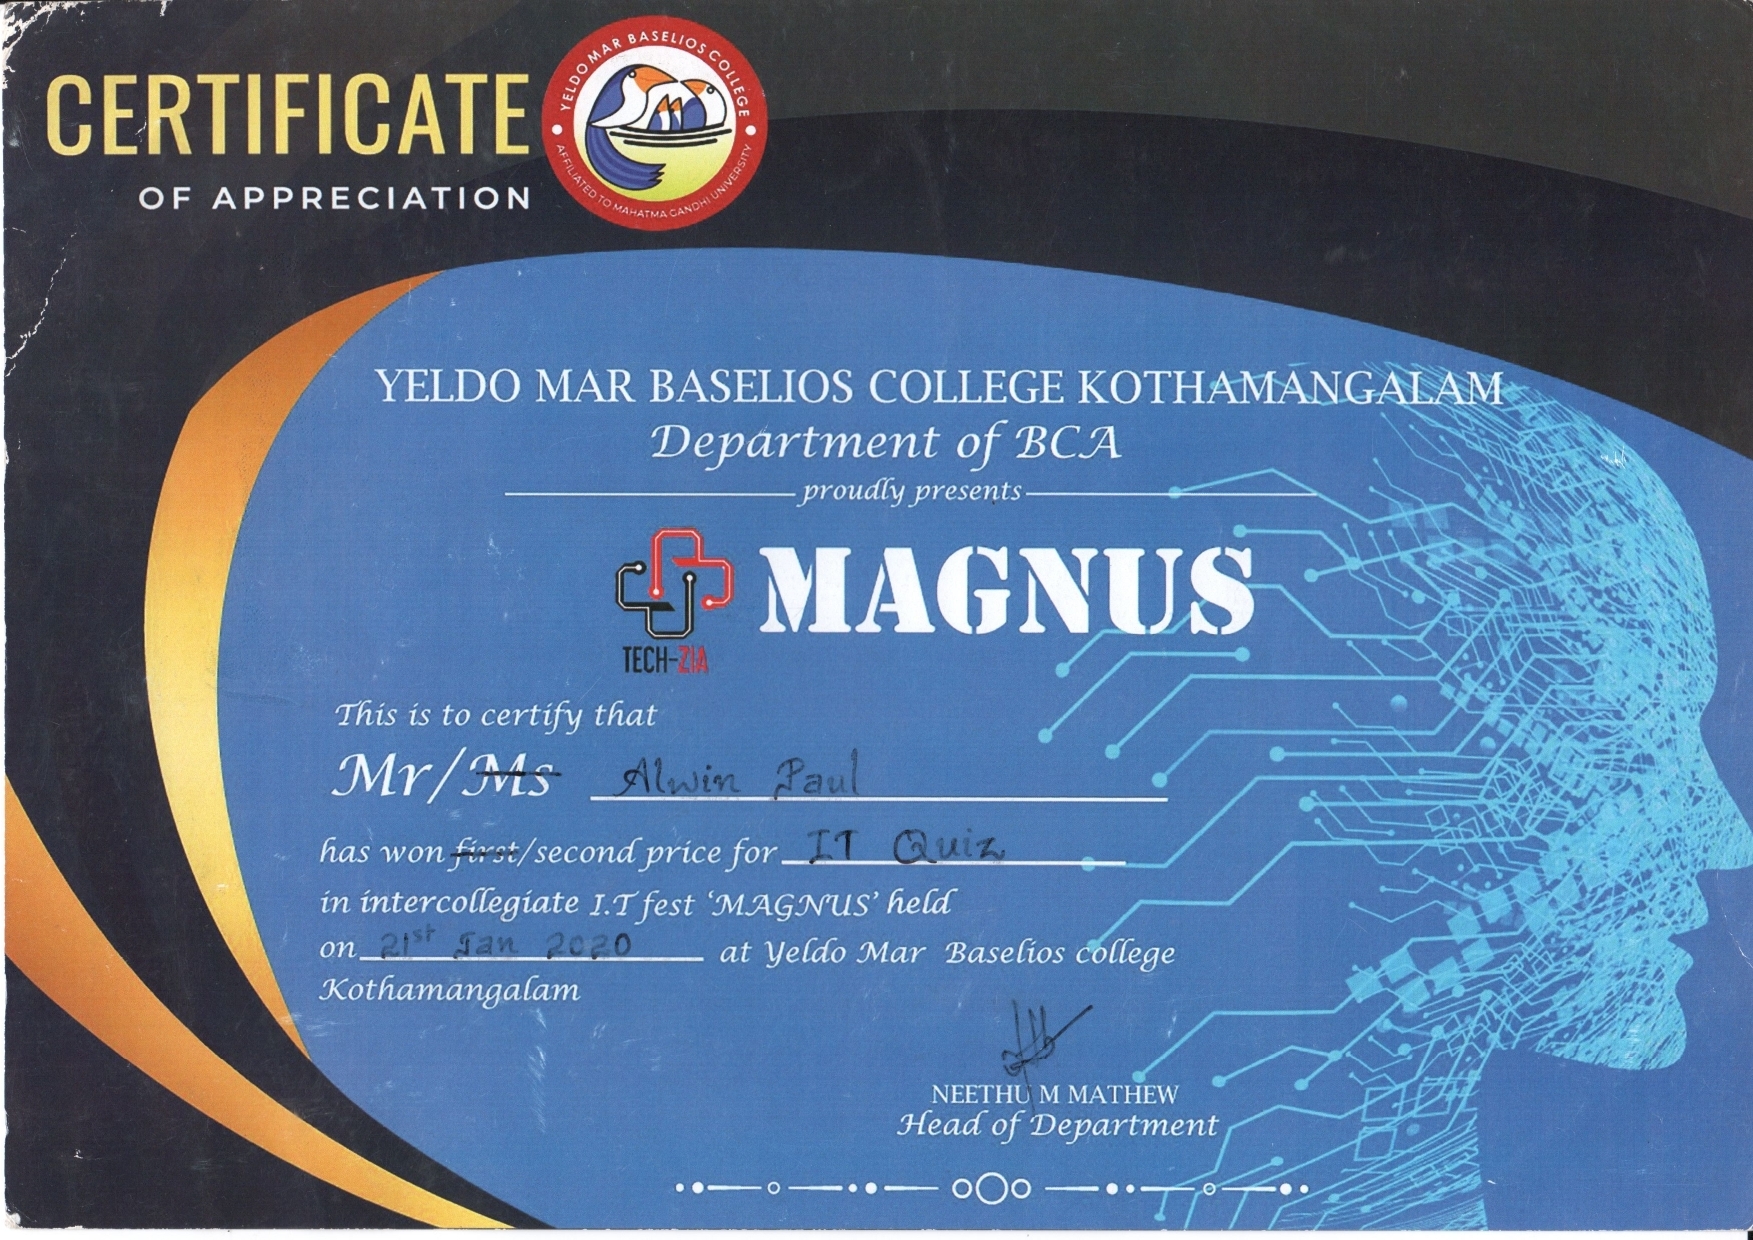 CERTIFICATE
OF APPRECIATION
YELDO MAR BASELIOS COLLEGE
AFFILIATED TO MAHATMA GANDHI UNIVERSITY
YELDO MAR BASELIOS COLLEGE KOTHAMANGALAM
Department of BCA
proudly presents
MAGNUS
TECH-ZIA
This is to certify that
Mr/Ms Alwin Paul
has won first/second price for IT Quiz
in intercollegiate I.T fest ‘MAGNUS’ held
on 21st Jan 2020 at Yeldo Mar Baselios college
Kothamangalam
NEETHU M MATHEW
Head of Department